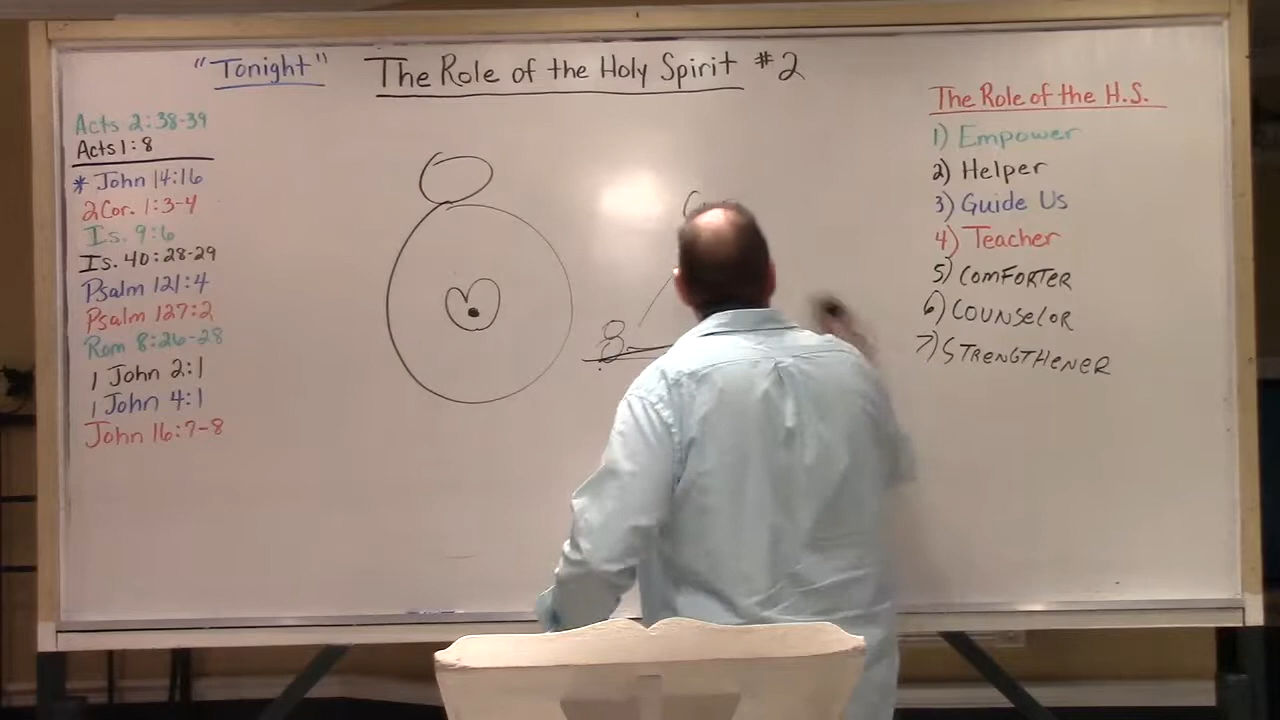 "Tonight" The Role of the Holy Spirit #2
Acts 2:38-39
Acts 1:8
* John 14:16
2 Cor. 1:3-4
Is. 9:6
Is. 40:28-29
Psalm 121:4
Psalm 127:2
Rom 8:26-28
1 John 2:1
1 John 4:1
John 16:7-8
8
The Role of the H.S.
1) Empower
2) Helper
3) Guide Us
4) Teacher
5) COMFORTER
6) COUNSELOR
7) STRENGTHENER